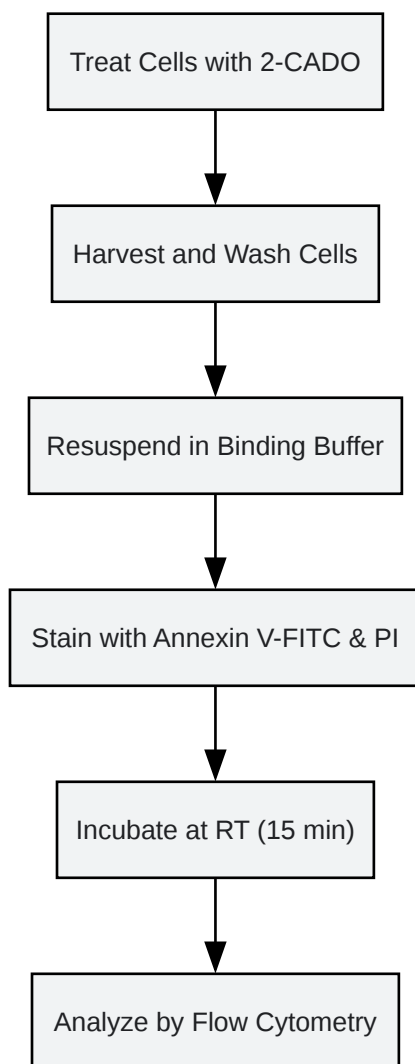 Treat Cells with 2-CADO
Harvest and Wash Cells
Resuspend in Binding Buffer
Stain with Annexin V-FITC & PI
Incubate at RT (15 min)
Analyze by Flow Cytometry